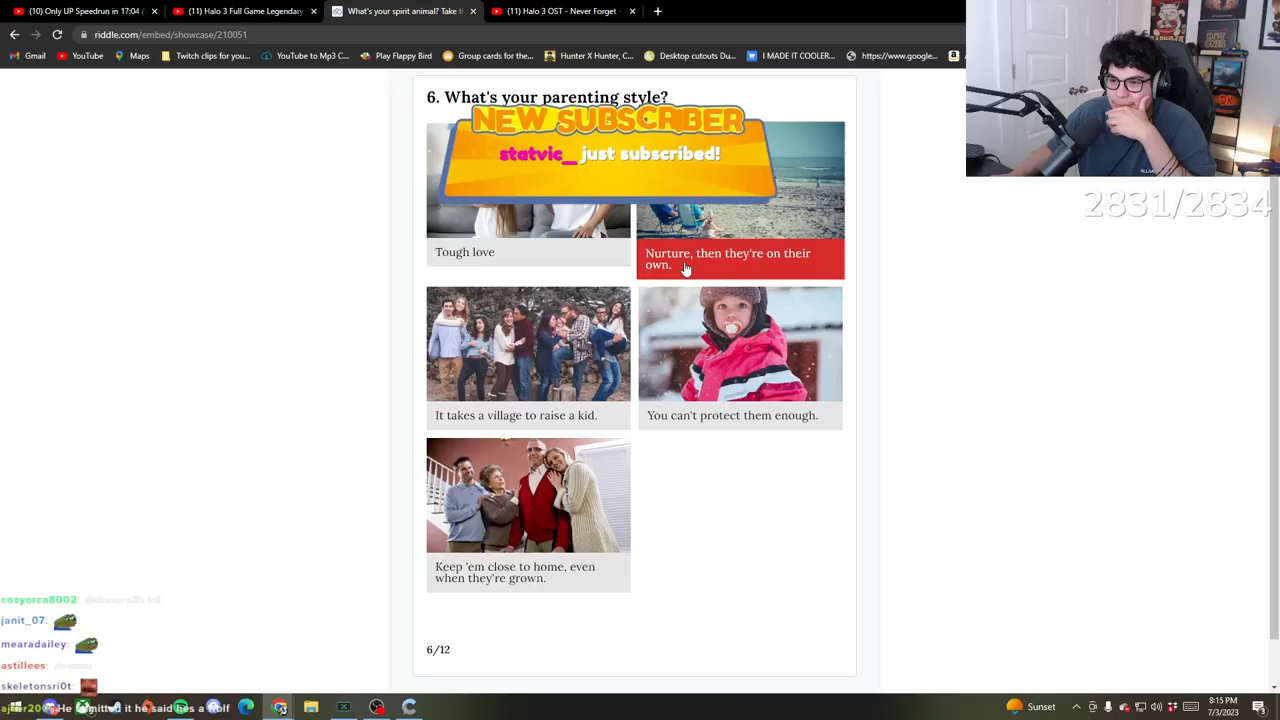 (10) Only Up Speedrun in 17:04 (
(11) Halo 3 Full Game Legendary
What's your spirit animal? Take t
(11) Halo 3 OST - Never Forget -
riddle.com/embed/showcase/210051
Gmail
YouTube
Maps
Twitch clips for you...
YouTube to Mp3 C...
Play Flappy Bird
Group cards for the...
Hunter X Hunter, C...
Desktop cutouts Du...
I MADE IT COOLER...
https://www.google...
6. What's your parenting style?
NEW SUBSCRIBER
statvic_ just subscribed!
2831/2834
Tough love
Nurture, then they're on their
own.
It takes a village to raise a kid.
You can't protect them enough.
Keep 'em close to home, even
when they're grown.
cozyorca8002:
janit_07:
mearadailey:
astillees:
skeletonsri0t:
6/12
Sunset
8:15 PM
7/3/2023